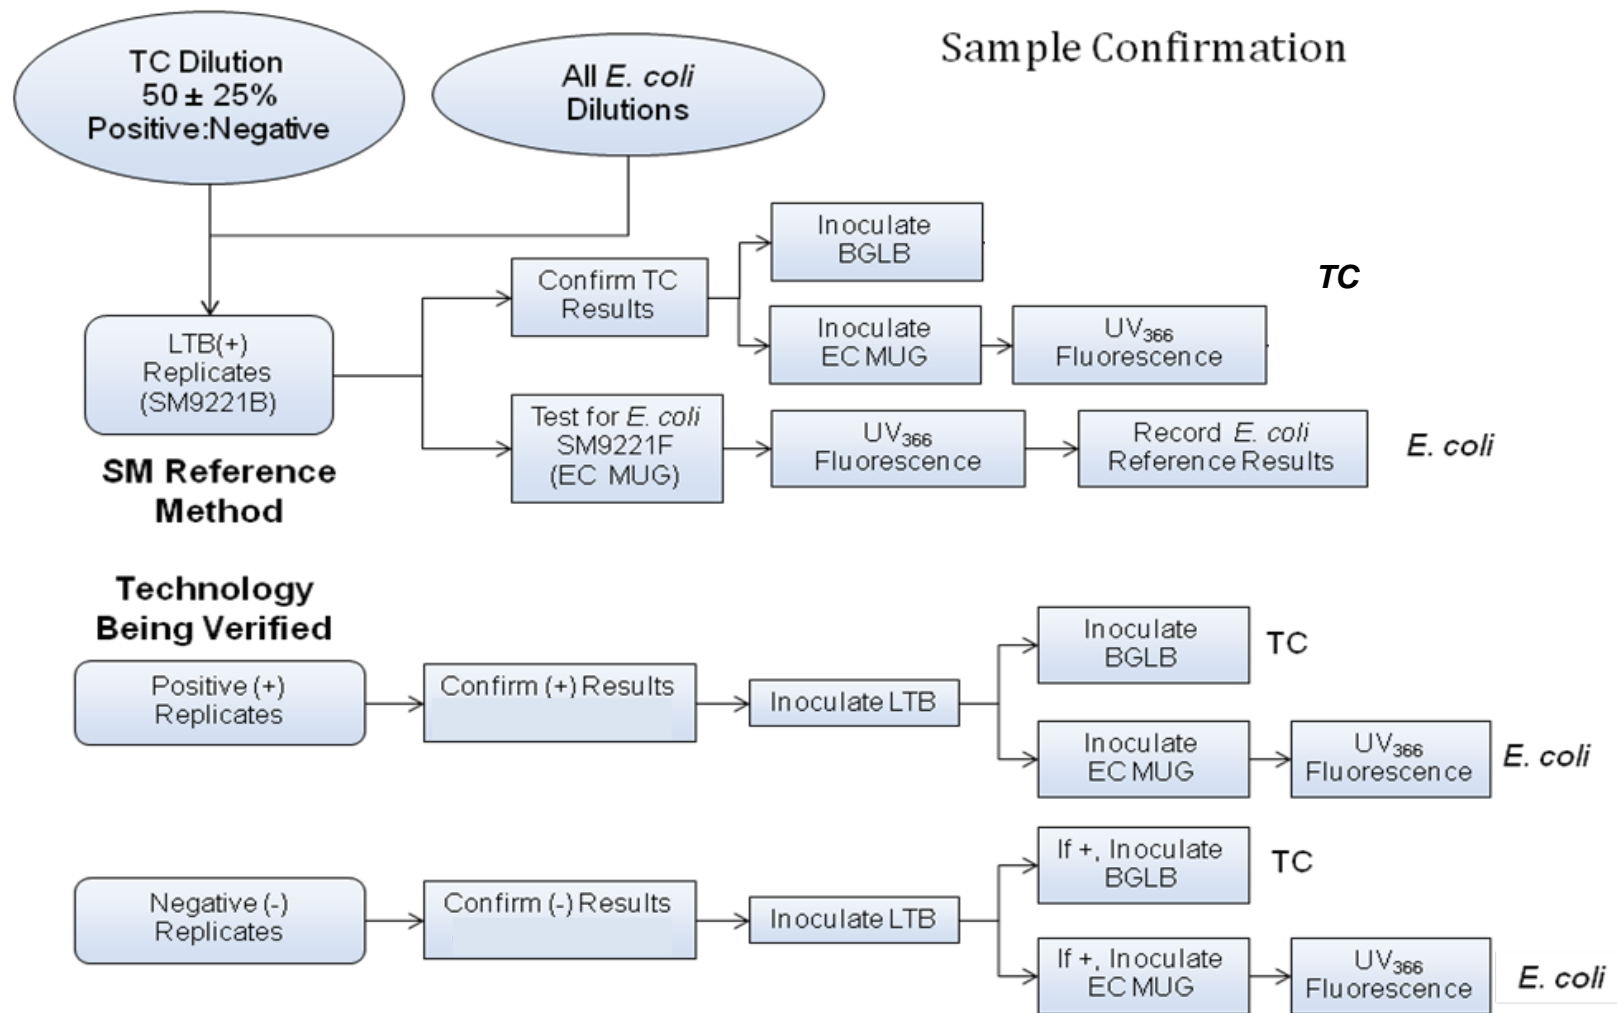 Sample Confirmation
TC Dilution
50 ± 25%
Positive:Negative
All E. coli
Dilutions
LTB(+)
Replicates
(SM9221B)
SM Reference
Method
Confirm TC
Results
Inoculate
BGLB
Inoculate
EC MUG
UV366
Fluorescence
TC
Test for E. coli
SM9221F
(EC MUG)
UV366
Fluorescence
Record E. coli
Reference Results
E. coli
Technology
Being Verified
Positive (+)
Replicates
Confirm (+) Results
Inoculate LTB
Inoculate
BGLB
TC
Inoculate
EC MUG
UV366
Fluorescence
E. coli
Negative (-)
Replicates
Confirm (-) Results
Inoculate LTB
If +, Inoculate
BGLB
TC
If +, Inoculate
EC MUG
UV366
Fluorescence
E. coli